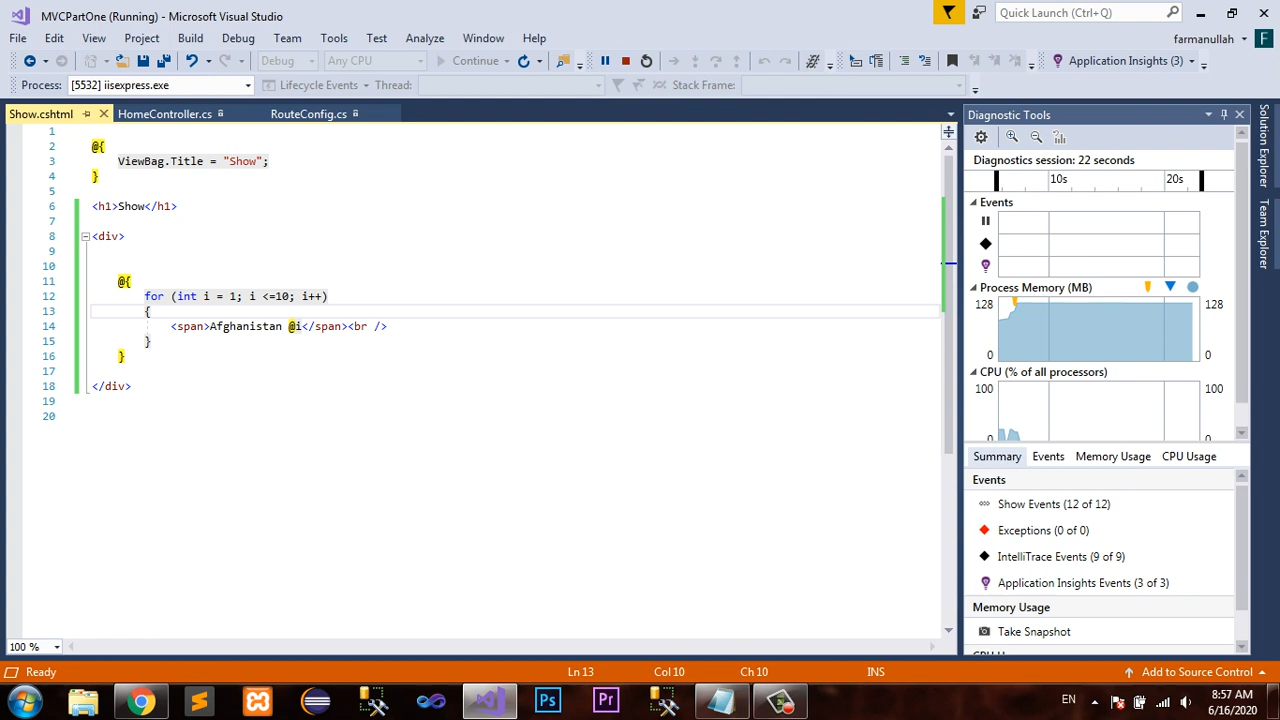 MVCPartOne (Running) - Microsoft Visual Studio
Quick Launch (Ctrl+Q)
File Edit View Project Build Debug Team Tools Test Analyze Window Help
farmanullah F
Debug Any CPU Continue Application Insights (3)
Process: [5532] iisexpress.exe Lifecycle Events Thread: Stack Frame:
Show.cshtml HomeController.cs RouteConfig.cs
Diagnostic Tools
Solution Explorer
Team Explorer
1
2 @{
3 ViewBag.Title = "Show";
4 }
5
6 <h1>Show</h1>
7
8 <div>
9
10
11 @{
12 for (int i = 1; i <=10; i++)
13 {
14 <span>Afghanistan @i</span><br />
15 }
16 }
17
18 </div>
19
20
Diagnostics session: 22 seconds
10s 20s
Events
Process Memory (MB)
128 128
0 0
CPU (% of all processors)
100 100
0 0
Summary Events Memory Usage CPU Usage
Events
Show Events (12 of 12)
Exceptions (0 of 0)
IntelliTrace Events (9 of 9)
Application Insights Events (3 of 3)
Memory Usage
Take Snapshot
100 %
Ready Ln 13 Col 10 Ch 10 INS Add to Source Control
Ps Pr EN 8:57 AM
6/16/2020